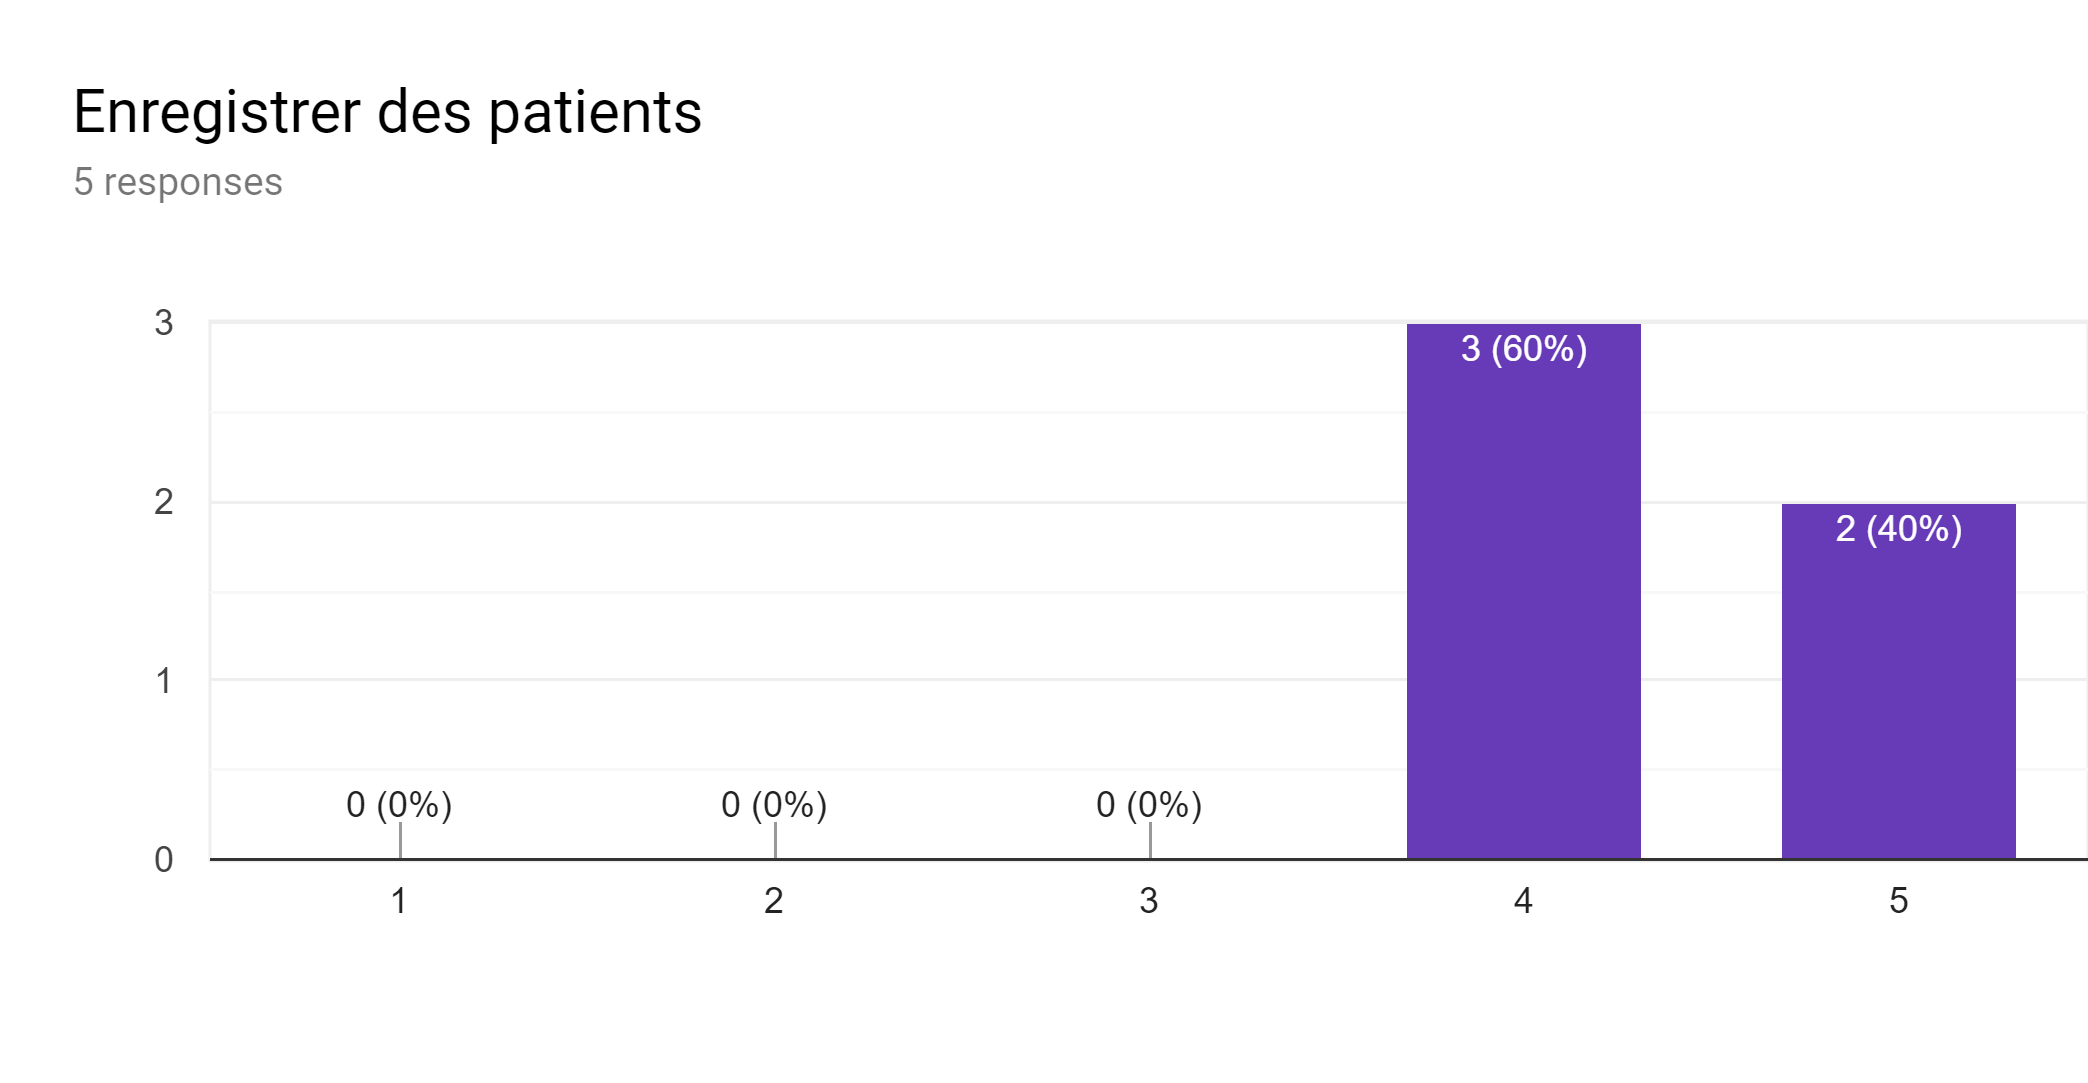 Enregistrer des patients
5 responses
3
3 (60%)
2
2 (40%)
1
0 (0%) 0 (0%) 0 (0%)
0
1 2 3 4 5